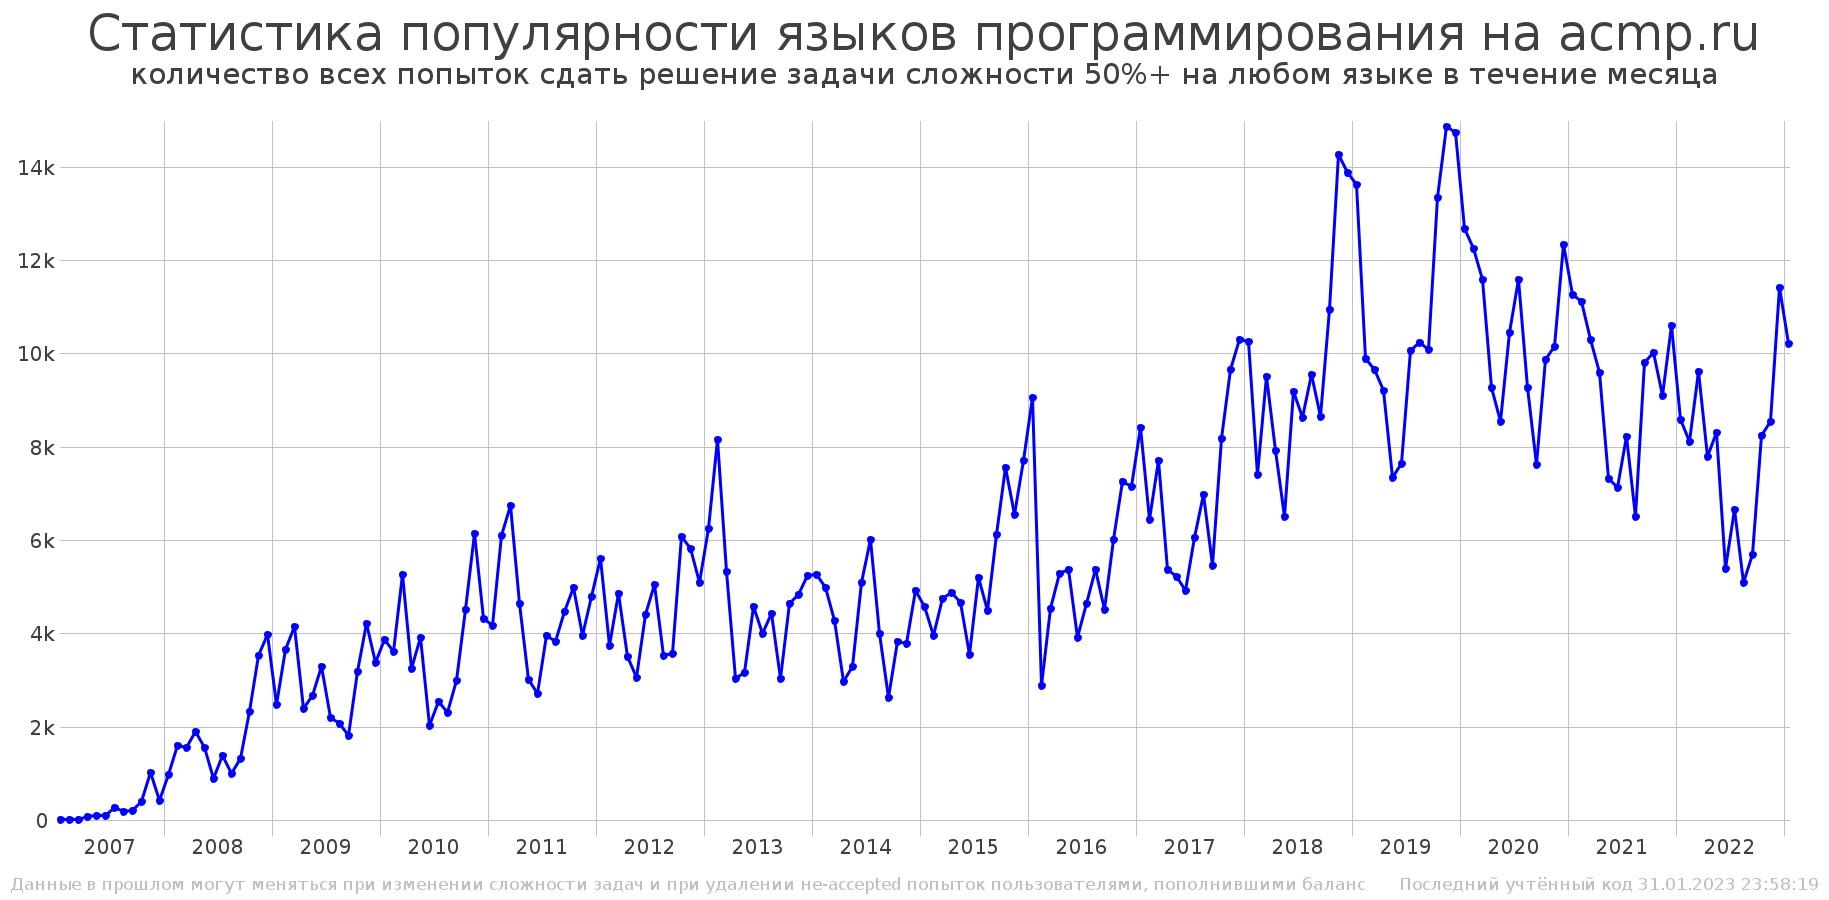 Статистика популярности языков программирования на acmp.ru
количество всех попыток сдать решение задачи сложности 50%+ на любом языке в течение месяца
14k
12k
10k
8k
6k
4k
2k
0
2007 2008 2009 2010 2011 2012 2013 2014 2015 2016 2017 2018 2019 2020 2021 2022
Данные в прошлом могут меняться при изменении сложности задач и при удалении не-accepted попыток пользователями, пополнившими баланс Последний учтённый код 31.01.2023 23:58:19